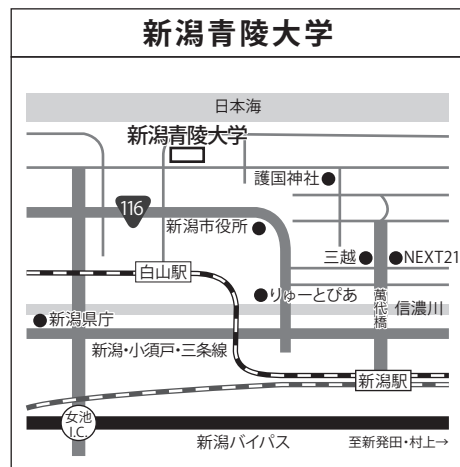 新潟青陵大学
日本海
新潟青陵大学
護国神社
116
新潟市役所
三越
NEXT21
白山駅
りゅーとぴあ
萬代橋
信濃川
新潟県庁
新潟・小須戸・三条線
新潟駅
女池
I.C.
新潟バイパス
至新発田・村上→